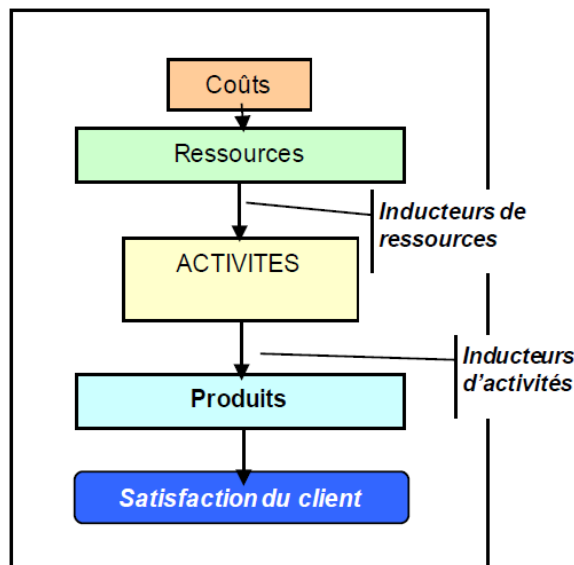 Coûts
Ressources
Inducteurs de
ressources
ACTIVITES
Inducteurs
d'activités
Produits
Satisfaction du client